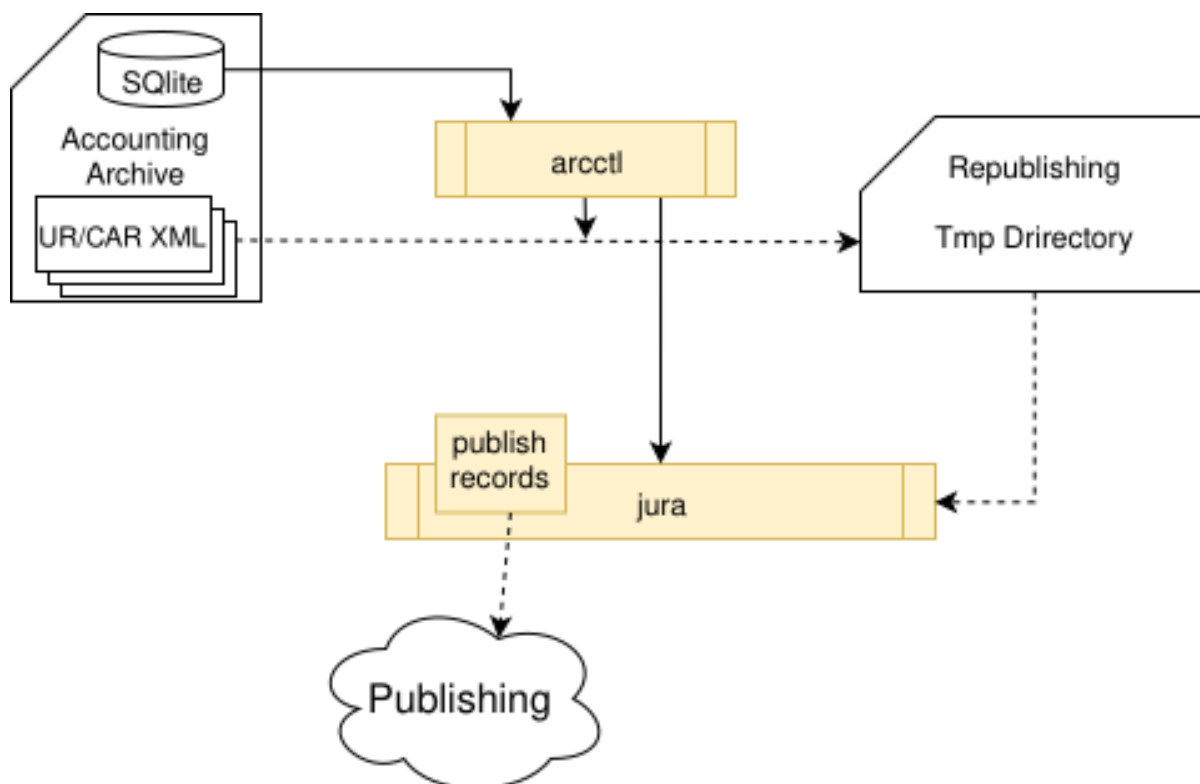 SQlite
Accounting
Archive
UR/CAR XML
arcctl
Republishing
Tmp Drirectory
publish
records
jura
Publishing